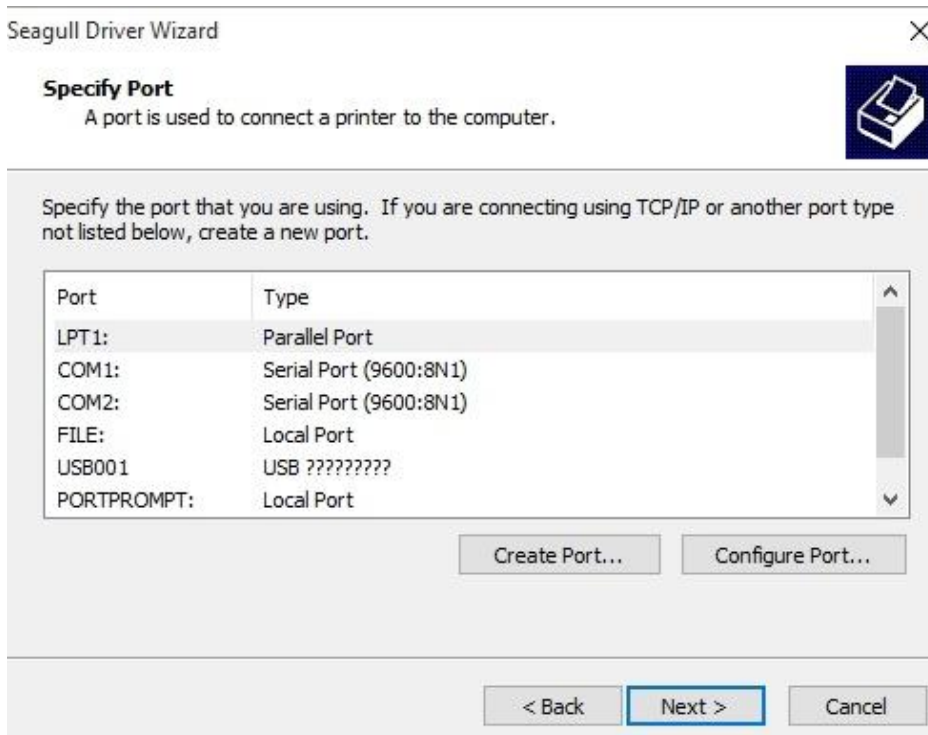 Seagull Driver Wizard
Specify Port
A port is used to connect a printer to the computer.
Specify the port that you are using. If you are connecting using TCP/IP or another port type
not listed below, create a new port.
Port Type
LPT1: Parallel Port
COM1: Serial Port (9600:8N1)
COM2: Serial Port (9600:8N1)
FILE: Local Port
USB001 USB ?????????
PORTPROMPT: Local Port
Create Port... Configure Port...
< Back Next > Cancel